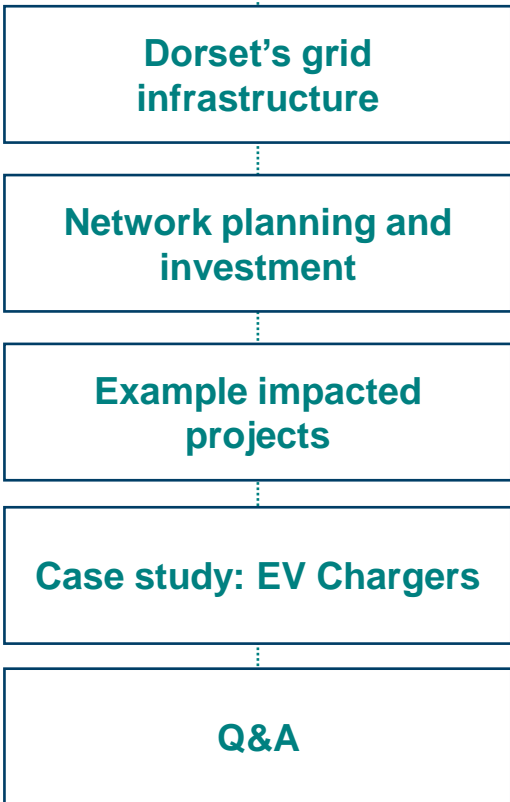 Dorset's grid
infrastructure
Network planning and
investment
Example impacted
projects
Case study: EV Chargers
Q&A